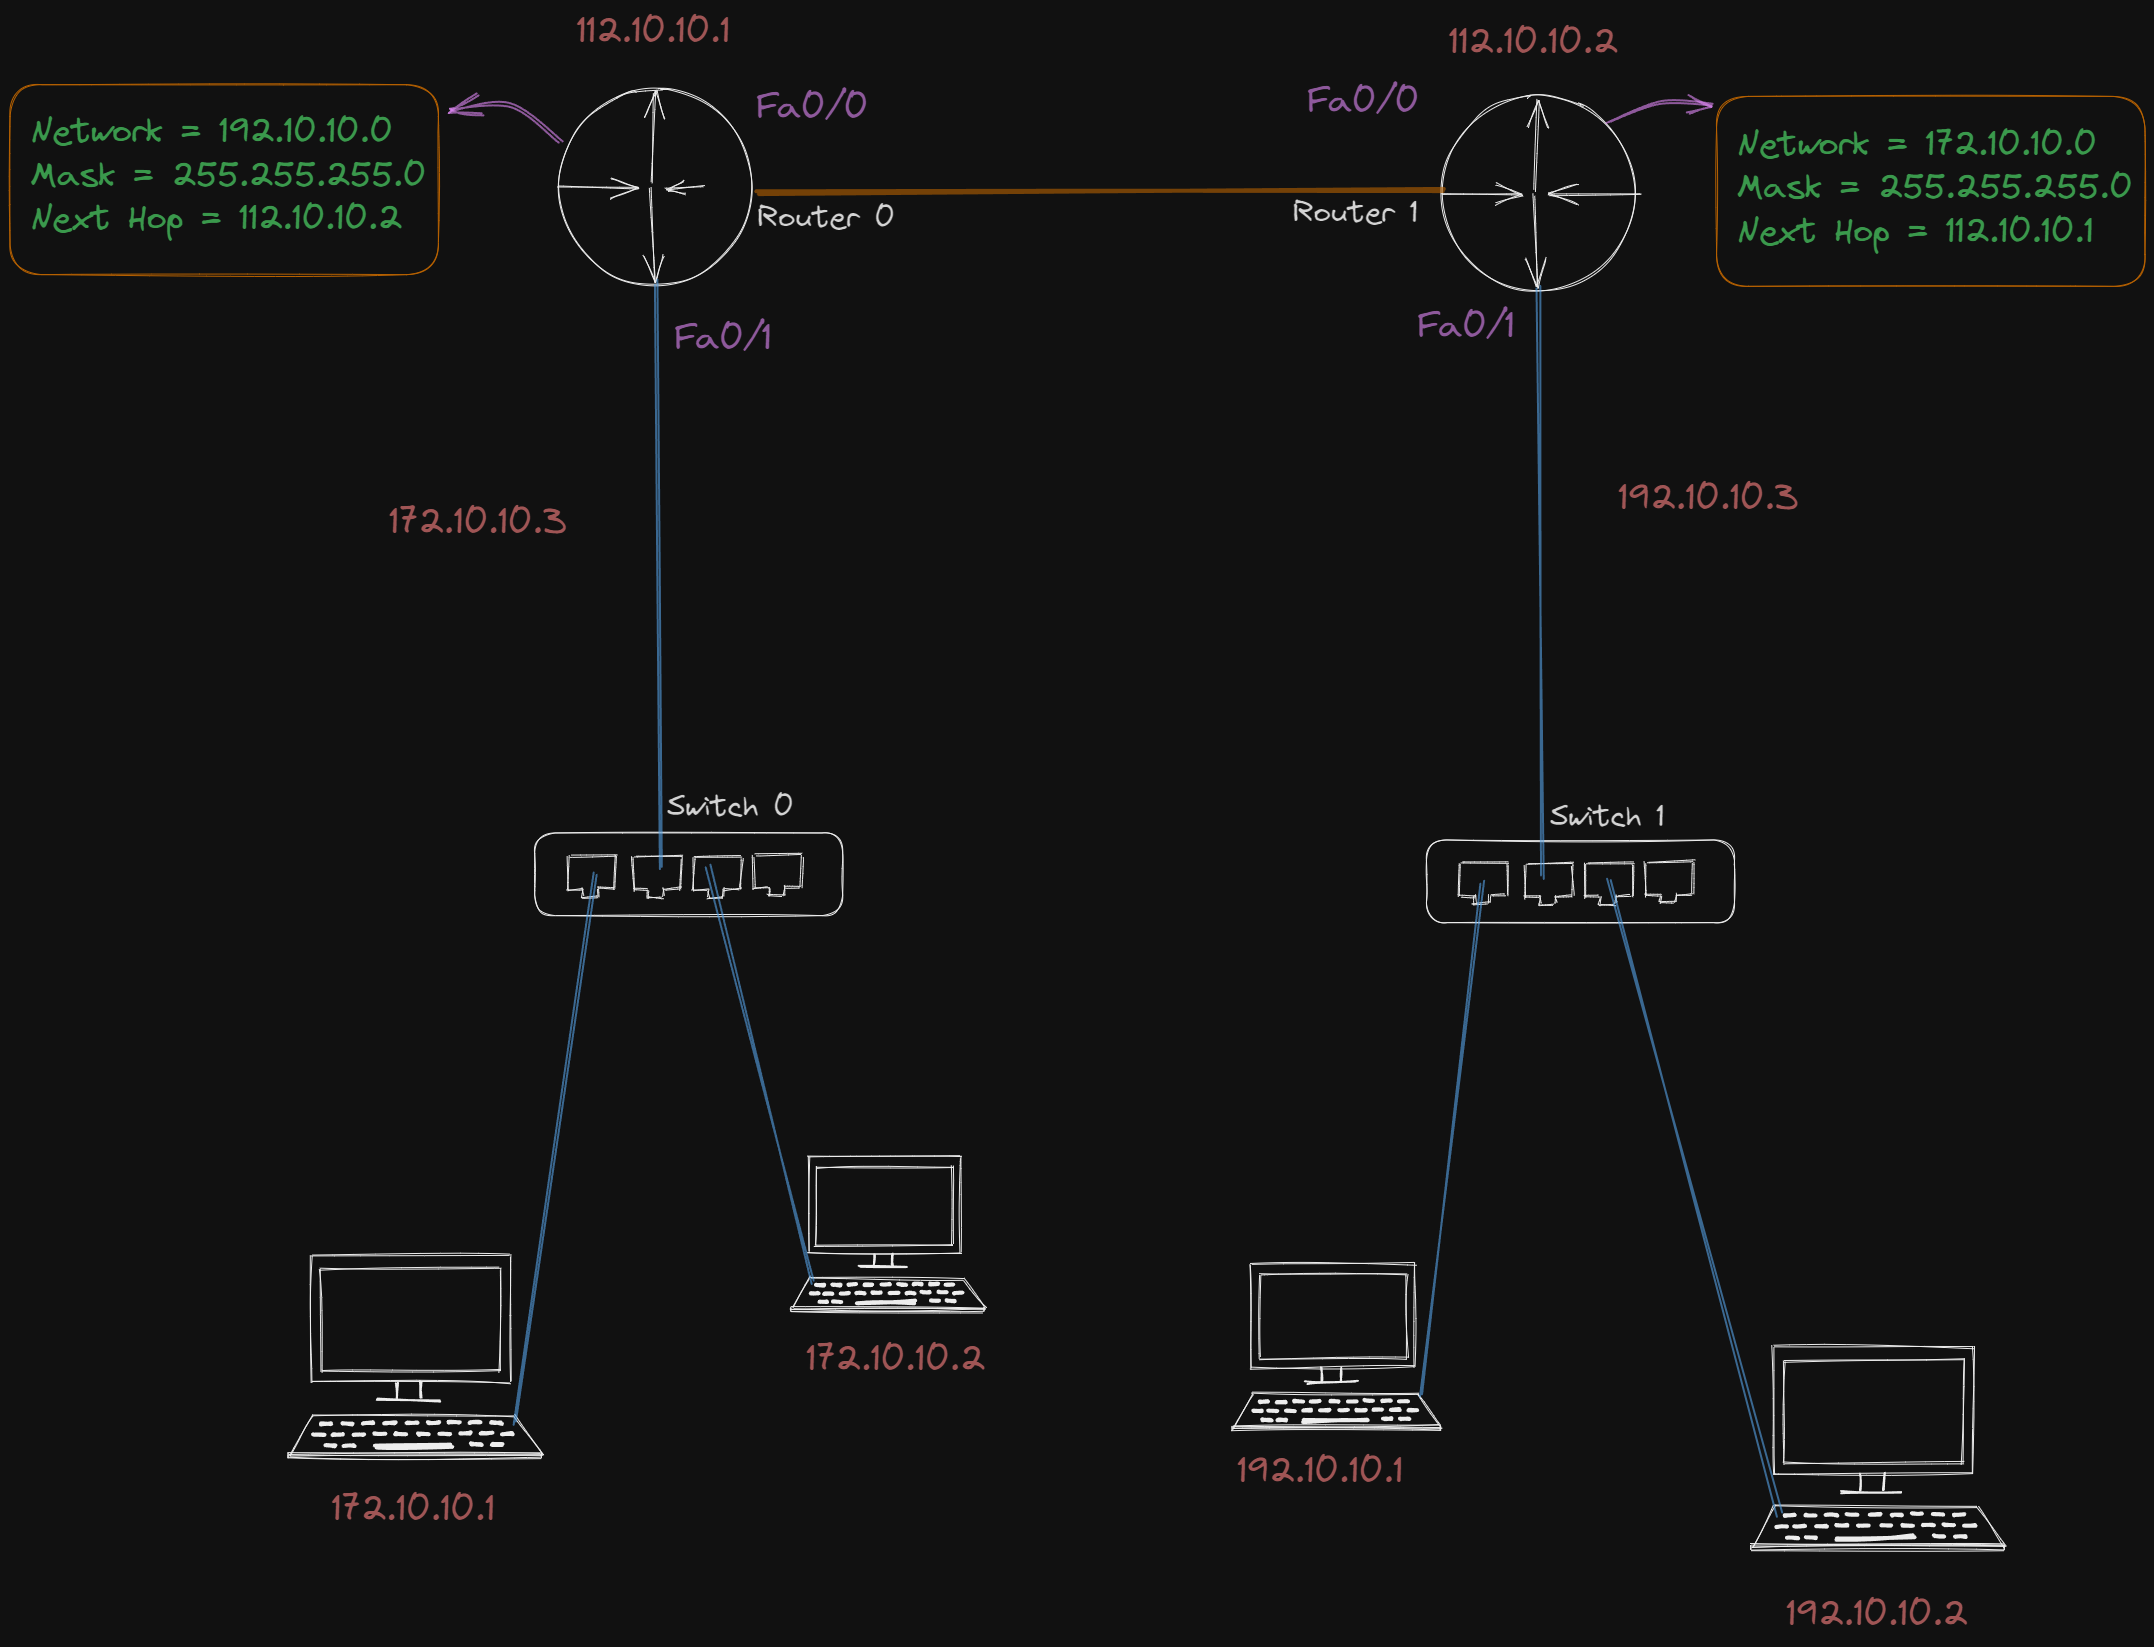 112.10.10.1
112.10.10.2
Network = 192.10.10.0
Mask = 255.255.255.0
Next Hop = 112.10.10.2
Fa0/0
Router 0
Fa0/1
Fa0/0
Router 1
Fa0/1
Network = 172.10.10.0
Mask = 255.255.255.0
Next Hop = 112.10.10.1
172.10.10.3
192.10.10.3
Switch 0
Switch 1
172.10.10.1
172.10.10.2
192.10.10.1
192.10.10.2